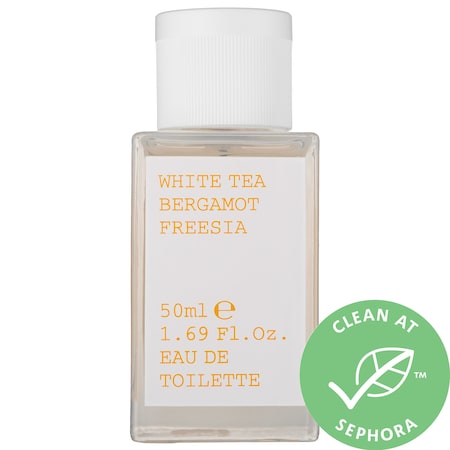 WHITE TEA
BERGAMOT
FREESIA
50ml ℮
1.69 Fl.Oz.
EAU DE
TOILETTE
CLEAN AT
™
SEPHORA